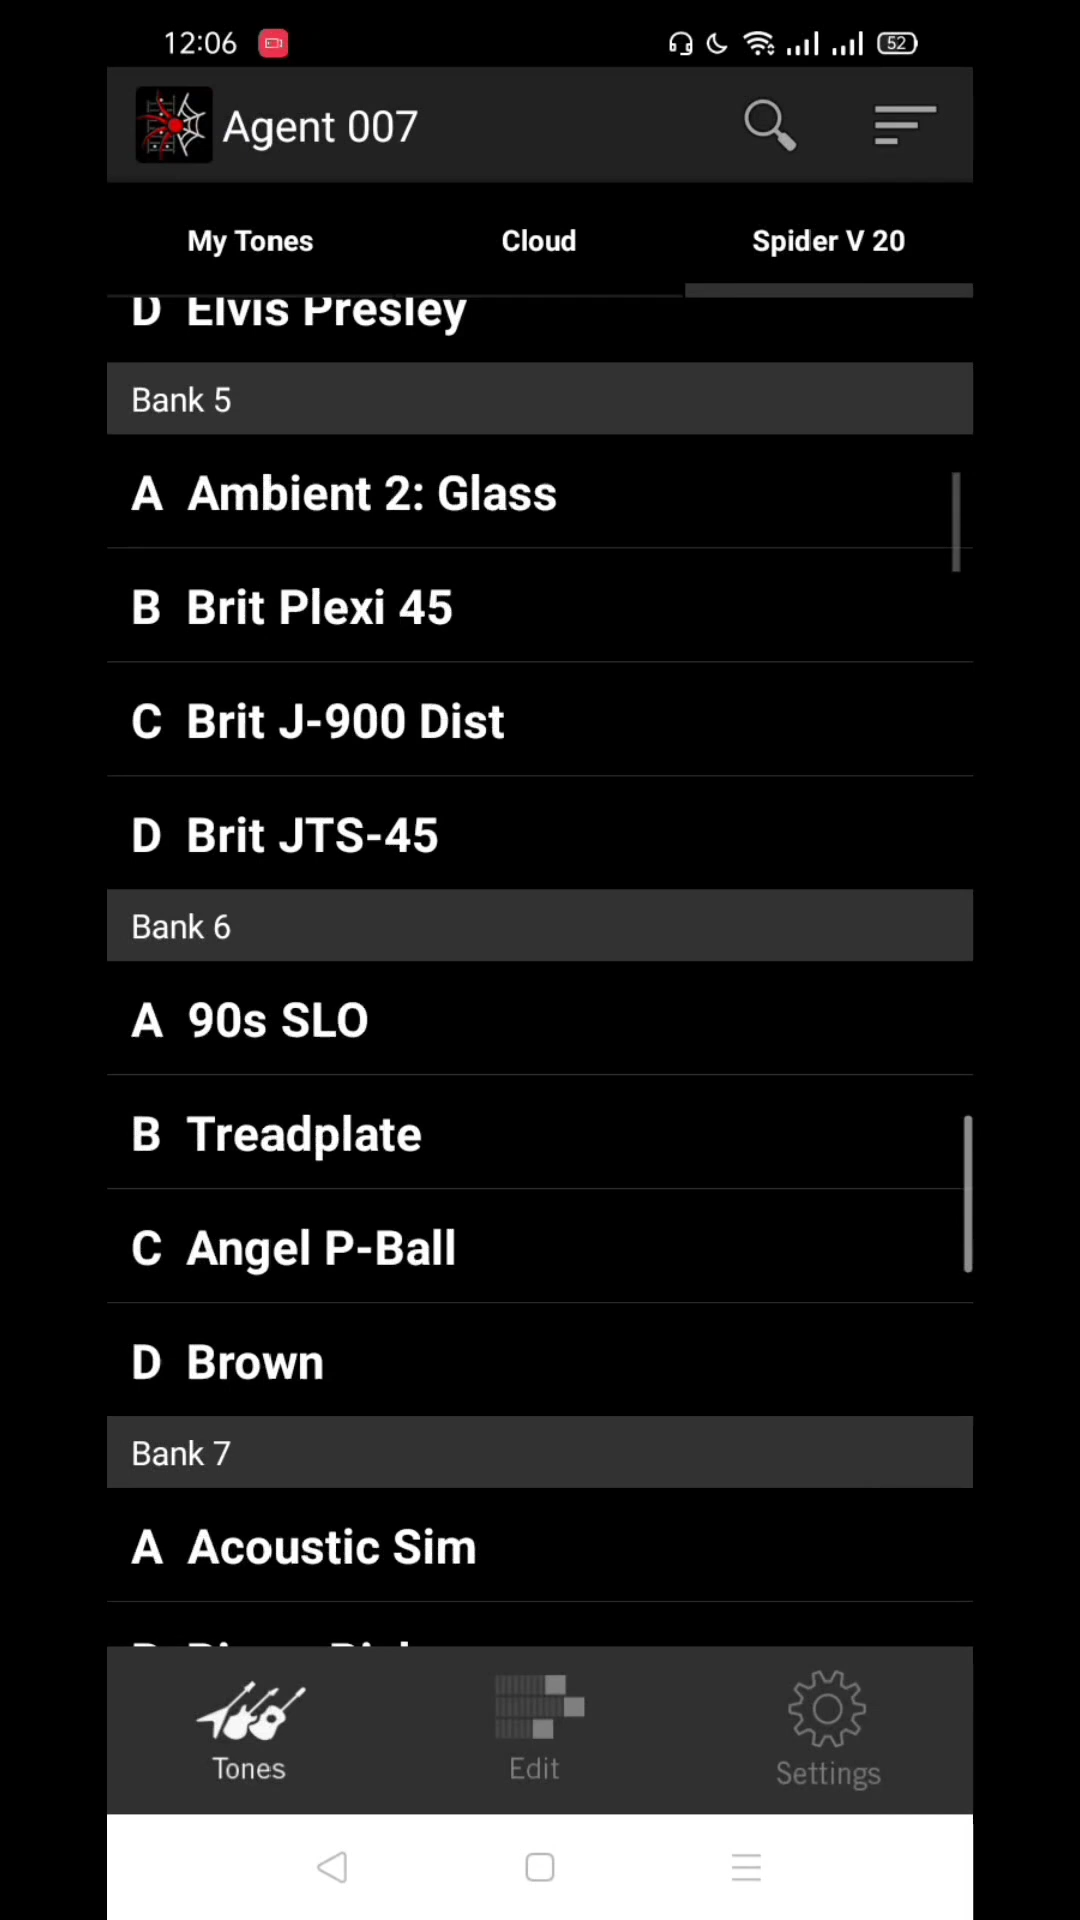 12:06
52
Agent 007
My Tones Cloud Spider V 20
D Elvis Presley
Bank 5
A Ambient 2: Glass
B Brit Plexi 45
C Brit J-900 Dist
D Brit JTS-45
Bank 6
A 90s SLO
B Treadplate
C Angel P-Ball
D Brown
Bank 7
A Acoustic Sim
Tones Edit Settings